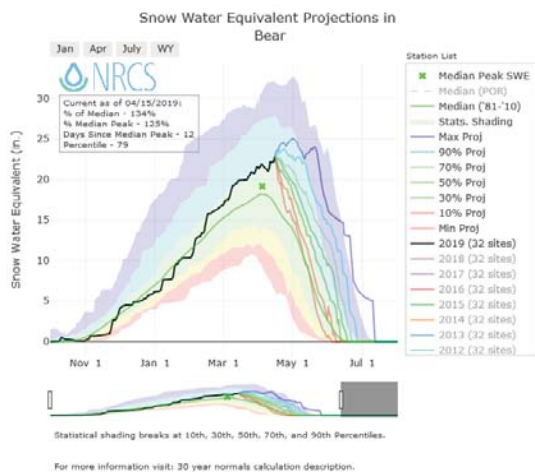 Snow Water Equivalent Projections in
Bear
Jan Apr July WY
NRCS
Current as of 04/15/2019:
% of Median - 134%
% Median Peak - 125%
Days Since Median Peak - 12
Percentile - 79
Snow Water Equivalent (in.)
30
25
20
15
10
5
0
Nov 1 Jan 1 Mar 1 May 1 Jul 1
Station List
Median Peak SWE
Median (POR)
Median ('81-'10)
Stats. Shading
Max Proj
90% Proj
70% Proj
50% Proj
30% Proj
10% Proj
Min Proj
2019 (32 sites)
2018 (32 sites)
2017 (32 sites)
2016 (32 sites)
2015 (32 sites)
2014 (32 sites)
2013 (32 sites)
2012 (32 sites)
Statistical shading breaks at 10th, 30th, 50th, 70th, and 90th Percentiles.
For more information visit: 30 year normals calculation description.